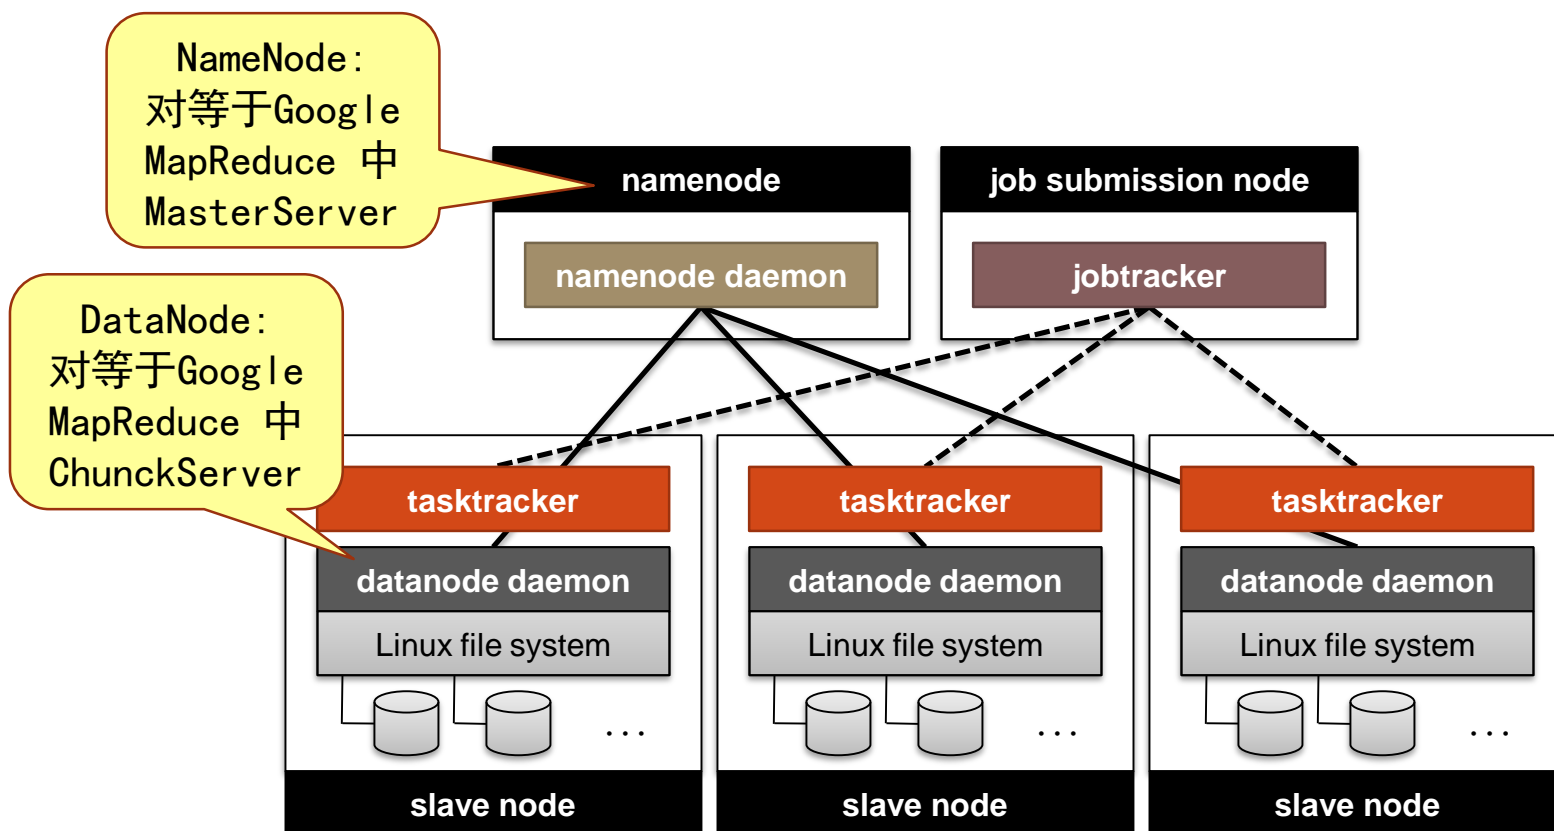 NameNode:
对等于Google
MapReduce 中
MasterServer
namenode
job submission node
namenode daemon
jobtracker
DataNode:
对等于Google
MapReduce 中
ChunckServer
tasktracker
tasktracker
tasktracker
datanode daemon
datanode daemon
datanode daemon
Linux file system
Linux file system
Linux file system
...
...
...
slave node
slave node
slave node